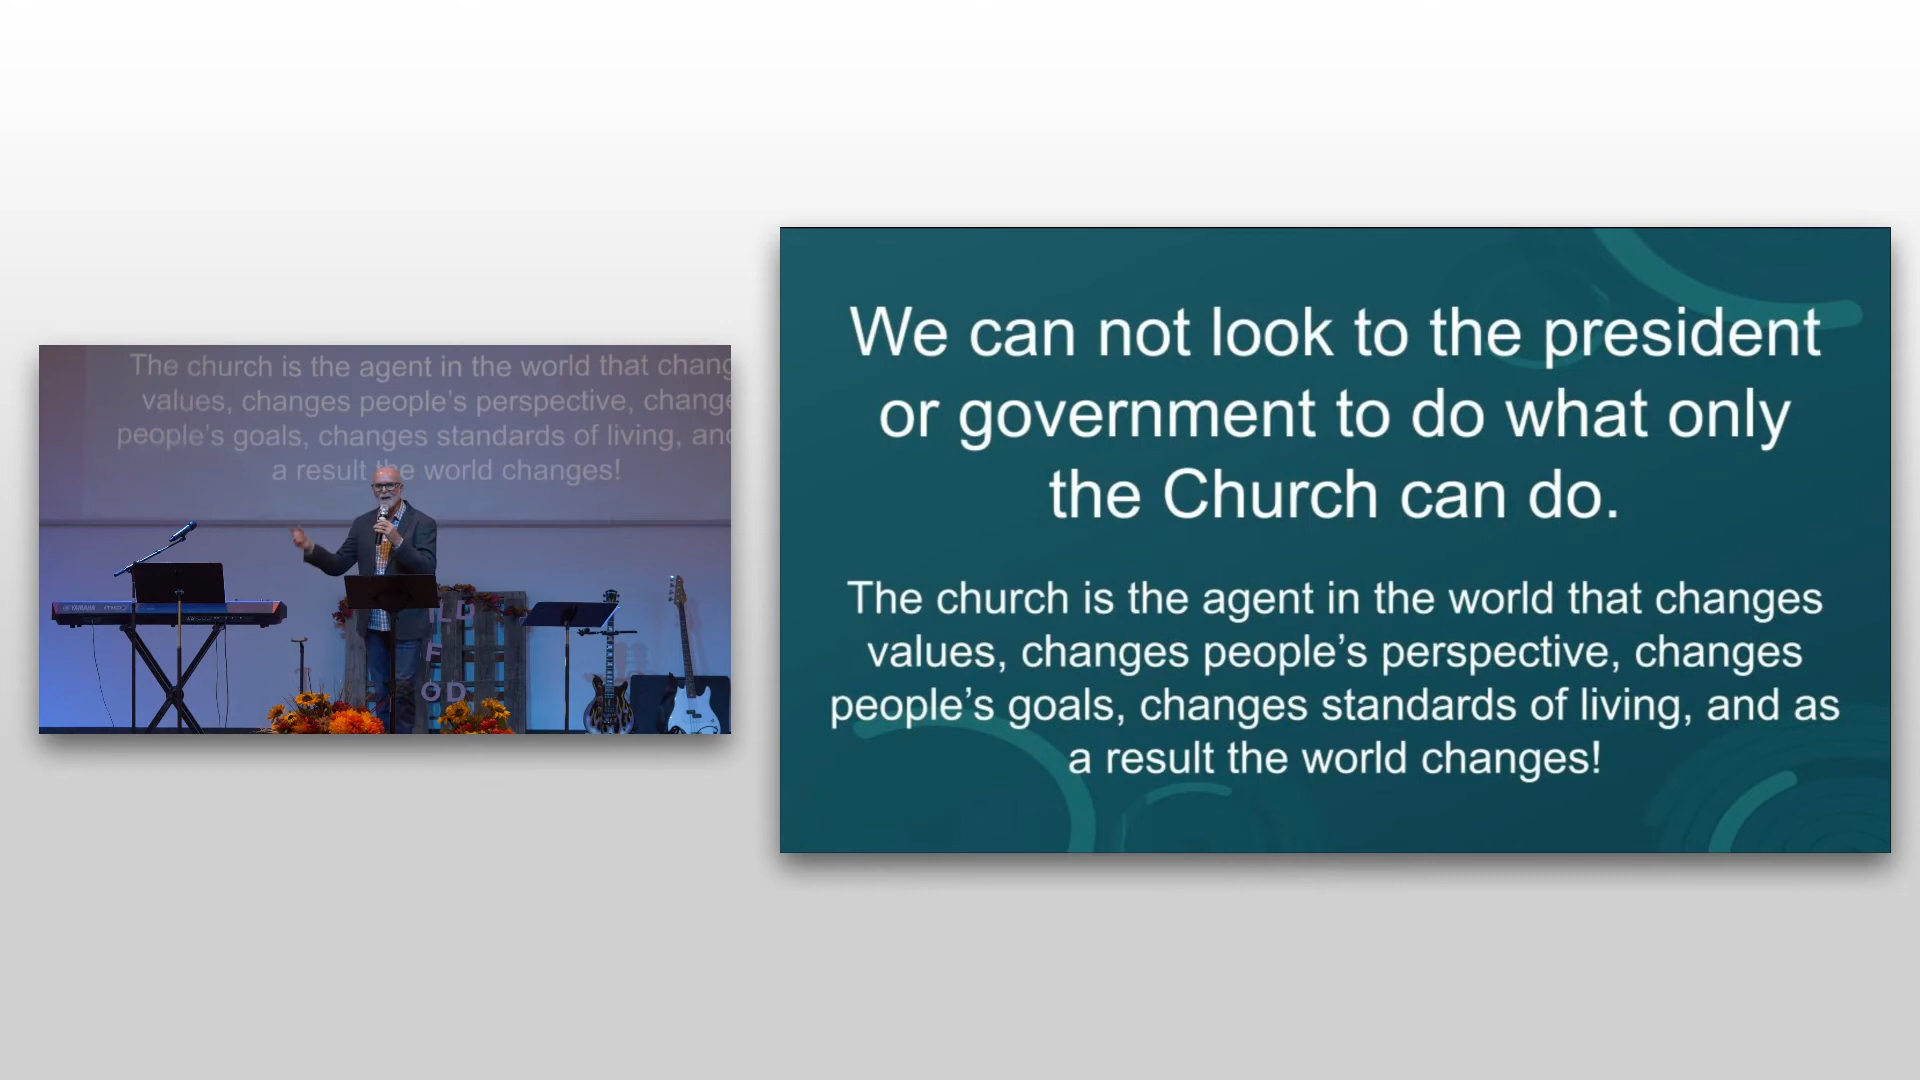 The church is the agent in the world that chang
values, changes people's perspective, change
people's goals, changes standards of living, and
a result the world changes!
YAMAHA
ILD
F
OD
We can not look to the president
or government to do what only
the Church can do.
The church is the agent in the world that changes
values, changes people's perspective, changes
people's goals, changes standards of living, and as
a result the world changes!